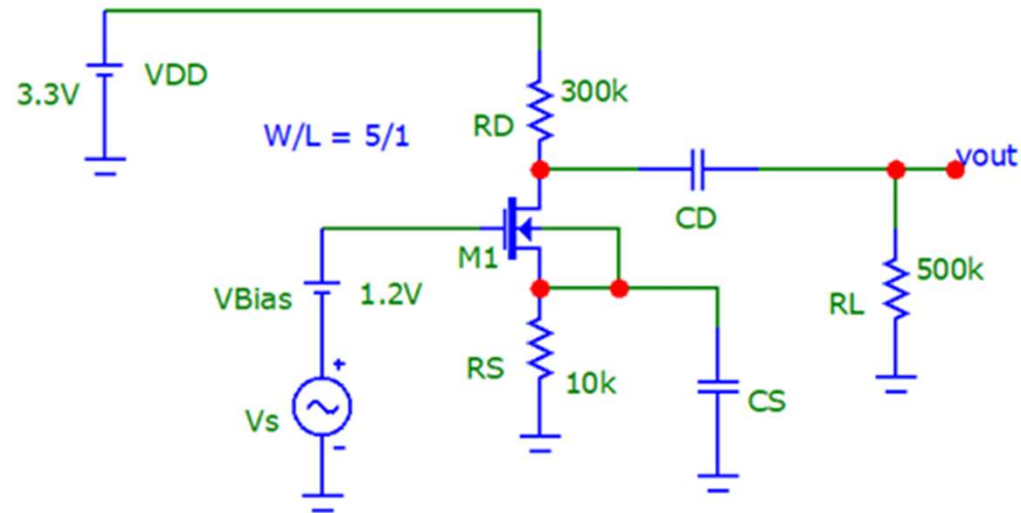 VDD
3.3V
300k
RD
W/L = 5/1
vout
CD
M1
500k
VBias
1.2V
RL
RS
10k
CS
+
Vs
-